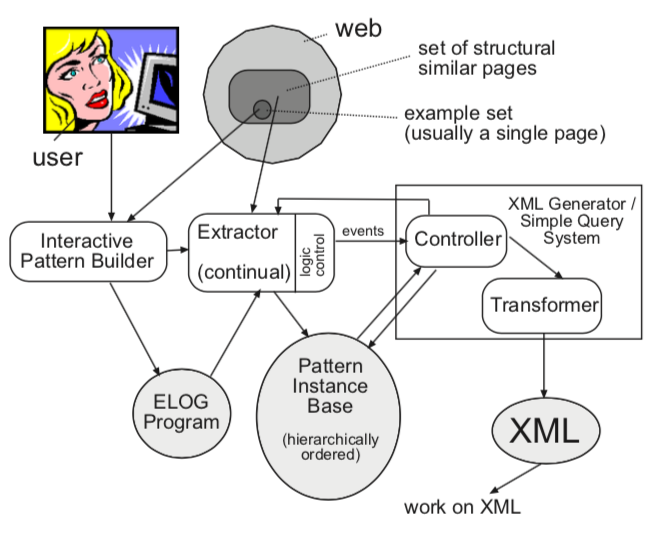 web
set of structural
similar pages
example set
(usually a single page)
user
XML Generator /
Simple Query
System
Interactive
Pattern Builder
Extractor
(continual)
logic
control
events
Controller
Transformer
Pattern
Instance
Base
(hierarchically
ordered)
ELOG
Program
XML
work on XML